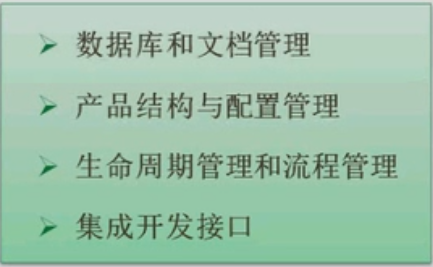 数据库和文档管理
产品结构与配置管理
生命周期管理和流程管理
集成开发接口